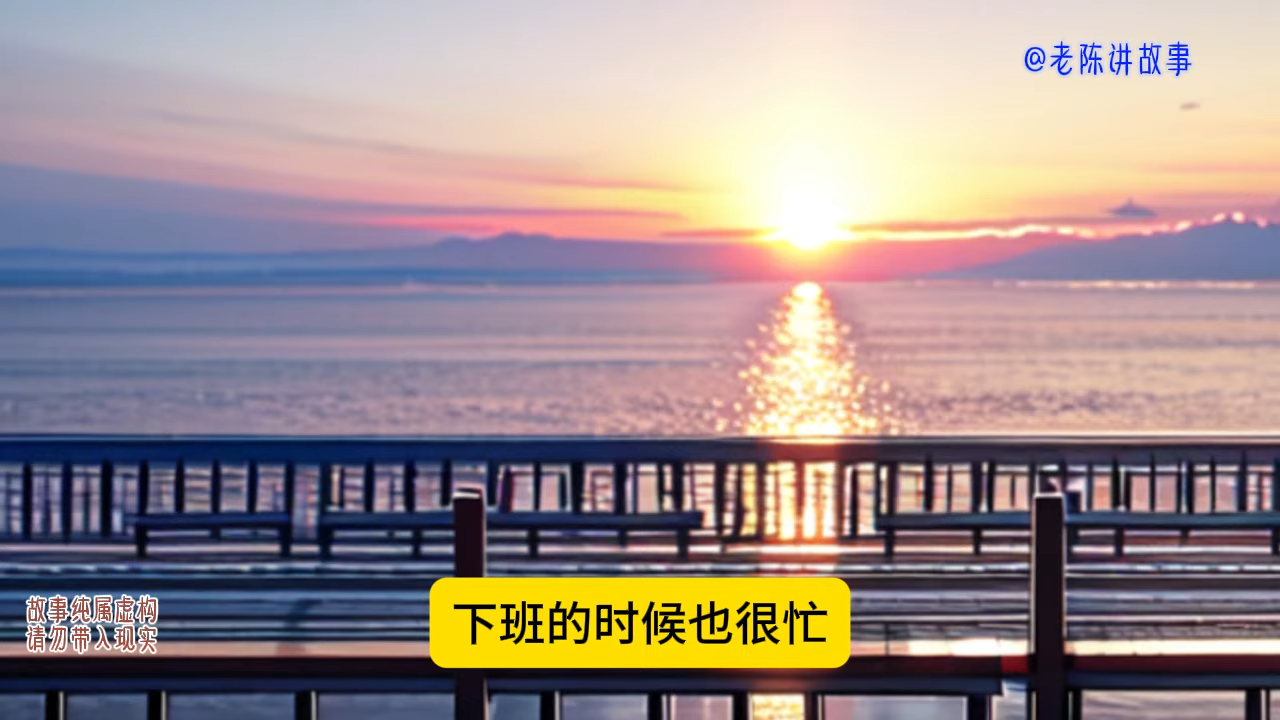 @老陈讲故事
故事纯属虚构
请勿带入现实
下班的时候也很忙